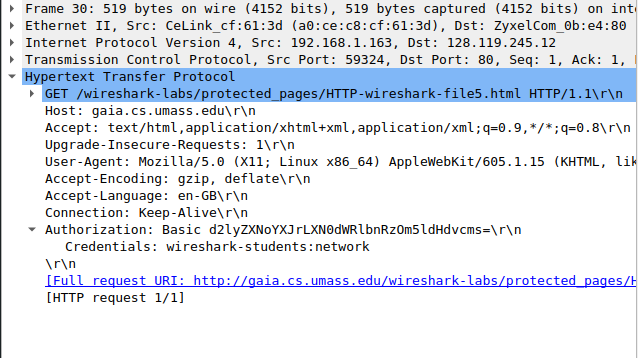 Frame 30: 519 bytes on wire (4152 bits), 519 bytes captured (4152 bits) on
Ethernet II, Src: CeLink_cf:61:3d (a0:ce:c8:cf:61:3d), Dst: ZyxelCom_0b:e4:80
Internet Protocol Version 4, Src: 192.168.1.163, Dst: 128.119.245.12
Transmission Control Protocol, Src Port: 59324, Dst Port: 80, Seq: 1, Ack: 1,
Hypertext Transfer Protocol
GET /wireshark-labs/protected_pages/HTTP-wireshark-file5.html HTTP/1.1\r\n
Host: gaia.cs.umass.edu\r\n
Accept: text/html,application/xhtml+xml,application/xml;q=0.9,*/*;q=0.8\r\n
Upgrade-Insecure-Requests: 1\r\n
User-Agent: Mozilla/5.0 (X11; Linux x86_64) AppleWebKit/605.1.15 (KHTML, lik
Accept-Encoding: gzip, deflate\r\n
Accept-Language: en-GB\r\n
Connection: Keep-Alive\r\n
Authorization: Basic d2lyZXNoYXJrLXN0dWRlbnRzOm5ldHdvcms=\r\n
Credentials: wireshark-students:network
\r\n
[Full request URI: http://gaia.cs.umass.edu/wireshark-labs/protected_pages/H
[HTTP request 1/1]